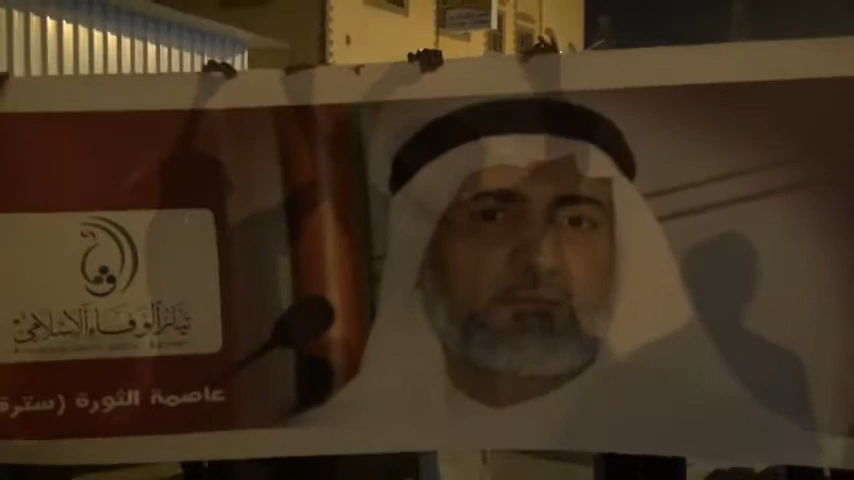 تيار الوفاء الإسلامي
عاصمة الثورة (سترة